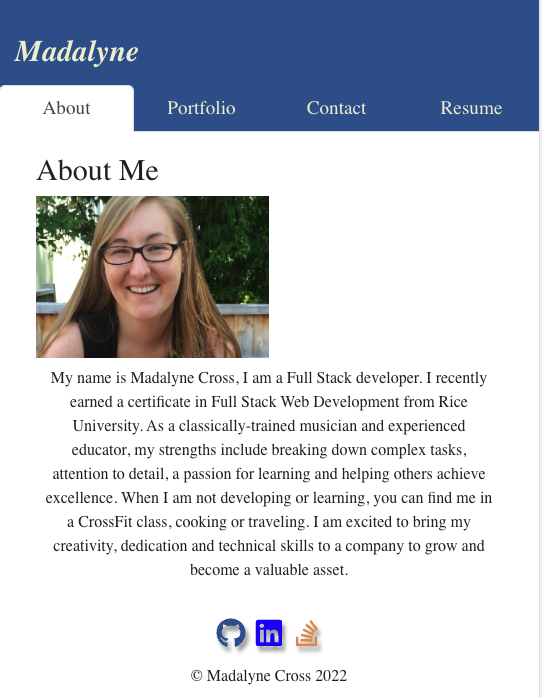 Madalyne
About Portfolio Contact Resume
About Me
My name is Madalyne Cross, I am a Full Stack developer. I recently
earned a certificate in Full Stack Web Development from Rice
University. As a classically-trained musician and experienced
educator, my strengths include breaking down complex tasks,
attention to detail, a passion for learning and helping others achieve
excellence. When I am not developing or learning, you can find me in
a CrossFit class, cooking or traveling. I am excited to bring my
creativity, dedication and technical skills to a company to grow and
become a valuable asset.
in
© Madalyne Cross 2022